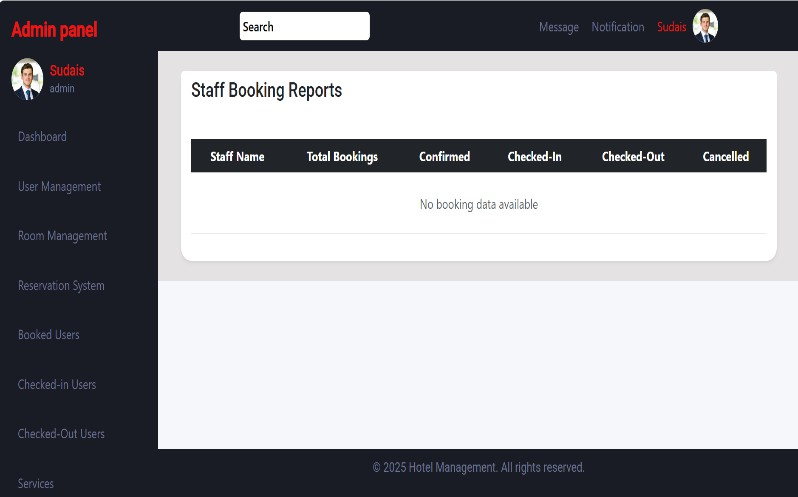 Admin panel
Search
Message Notification Sudais
Sudais
admin
Dashboard
User Management
Room Management
Reservation System
Booked Users
Checked-in Users
Checked-Out Users
Services
Staff Booking Reports
Staff Name Total Bookings Confirmed Checked-In Checked-Out Cancelled
No booking data available
© 2025 Hotel Management. All rights reserved.